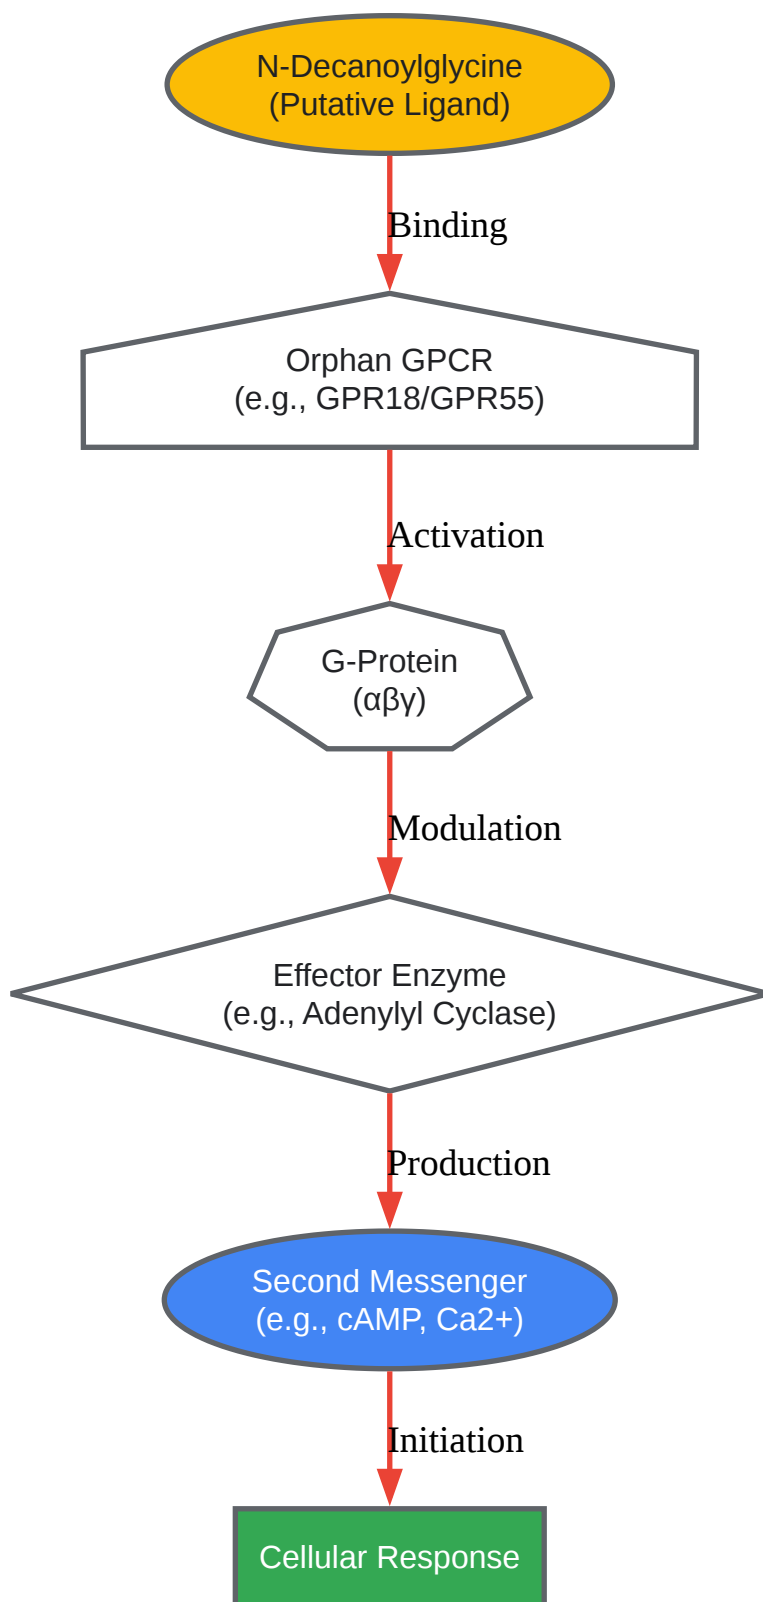 N-Decanoylglycine
(Putative Ligand)
Binding
Orphan GPCR
(e.g., GPR18/GPR55)
Activation
G-Protein
(αβγ)
Modulation
Effector Enzyme
(e.g., Adenylyl Cyclase)
Production
Second Messenger
(e.g., cAMP, Ca2+)
Initiation
Cellular Response